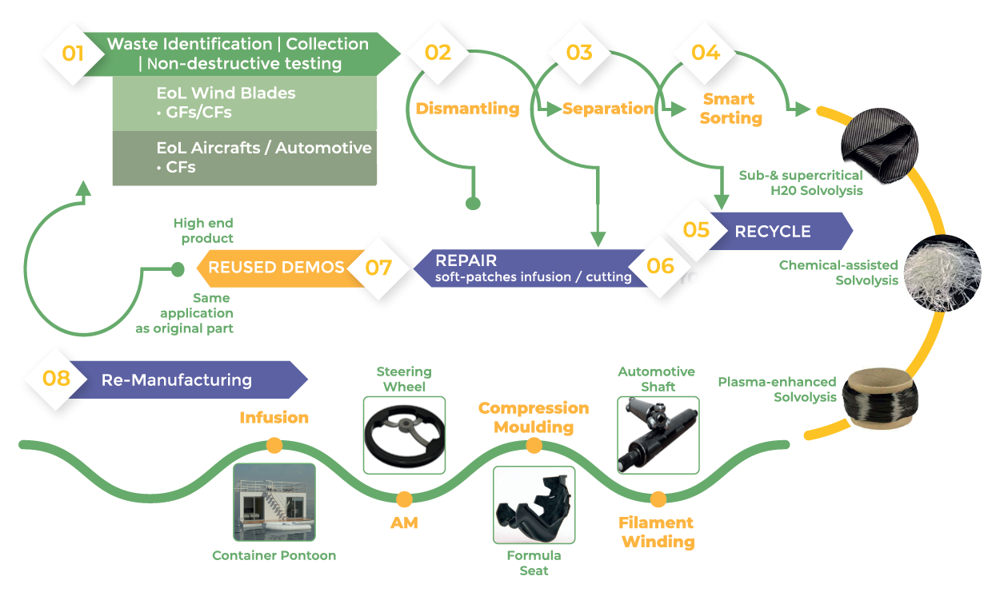 01
Waste Identification | Collection
| Non-destructive testing
EoL Wind Blades
• GFs/CFs
EoL Aircrafts / Automotive
• CFs
02
Dismantling
03
Separation
04
Smart
Sorting
Sub-& supercritical
H20 Solvolysis
05
RECYCLE
Chemical-assisted
Solvolysis
Plasma-enhanced
Solvolysis
06
REPAIR
soft-patches infusion / cutting
07
REUSED DEMOS
High end
product
Same
application
as original part
08
Re-Manufacturing
Infusion
Container Pontoon
Steering
Wheel
AM
Compression
Moulding
Formula
Seat
Automotive
Shaft
Filament
Winding